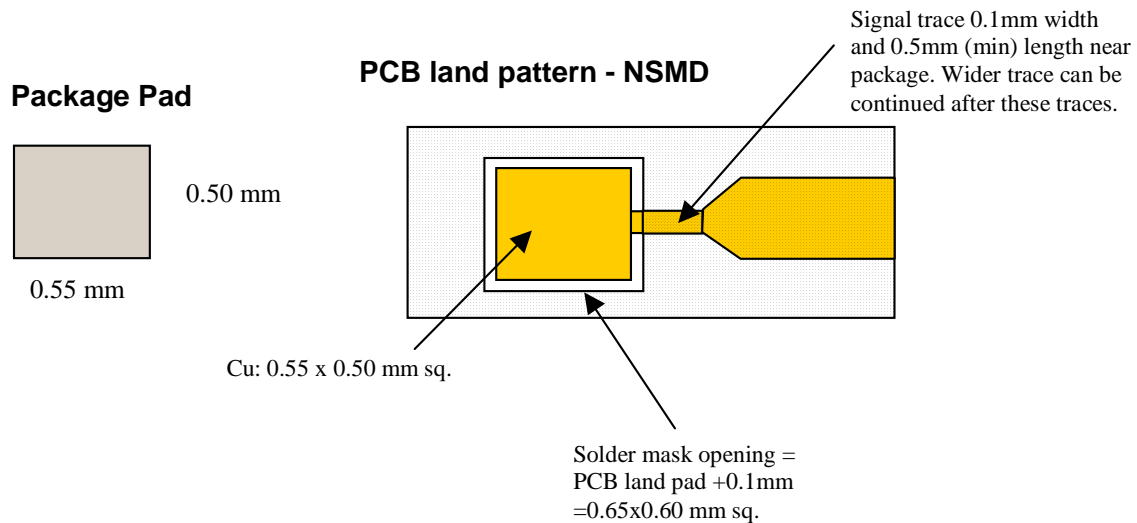 Signal trace 0.1mm width
and 0.5mm (min) length near
package. Wider trace can be
continued after these traces.
PCB land pattern - NSMD
Package Pad
0.50 mm
0.55 mm
Cu: 0.55 x 0.50 mm sq.
Solder mask opening =
PCB land pad +0.1mm
=0.65x0.60 mm sq.